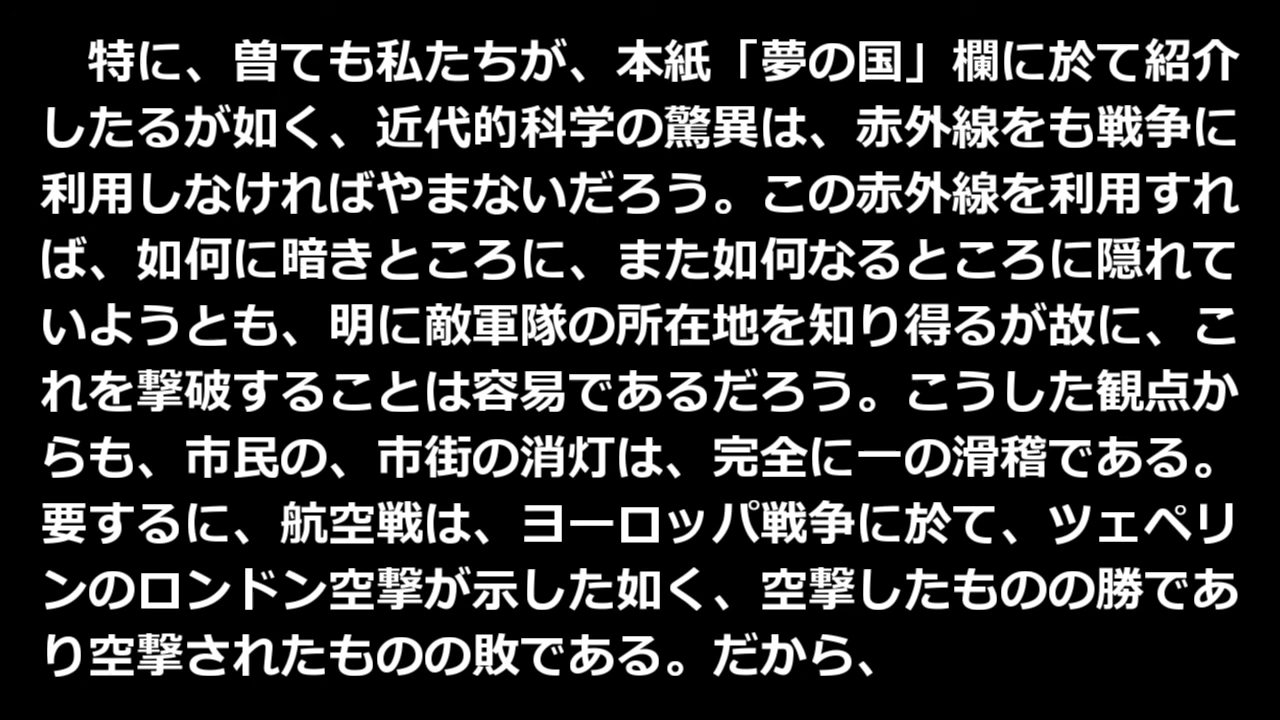 特に、曽ても私たちが、本紙「夢の国」欄に於て紹介
したるが如く、近代的科学の驚異は、赤外線をも戦争に
利用しなければやまないだろう。この赤外線を利用すれ
ば、如何に暗きところに、また如何なるところに隠れて
いようとも、明に敵軍隊の所在地を知り得るが故に、こ
れを撃破することは容易であるだろう。こうした観点か
らも、市民の、市街の消灯は、完全に一の滑稽である。
要するに、航空戦は、ヨーロッパ戦争に於て、ツェペリ
ンのロンドン空撃が示した如く、空撃したものの勝であ
り空撃されたものの敗である。だから、